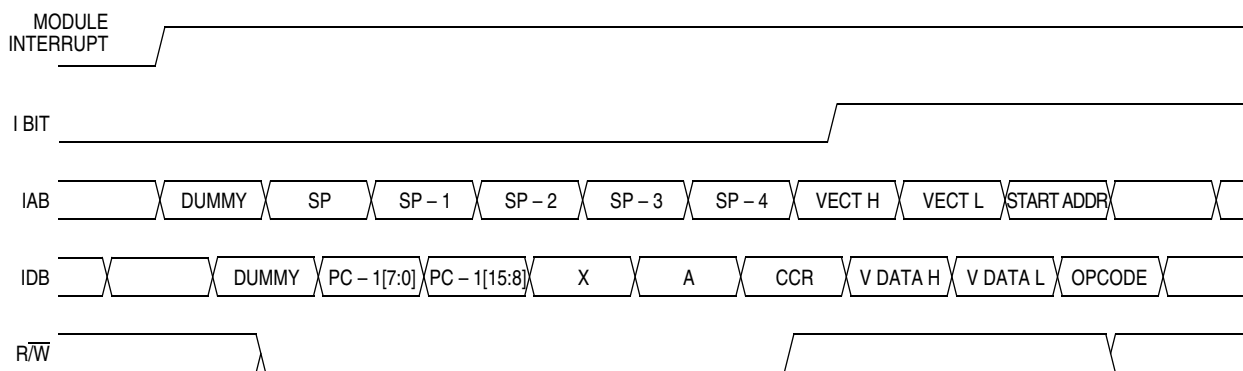 MODULE
INTERRUPT
I BIT
IAB DUMMY SP SP – 1 SP – 2 SP – 3 SP – 4 VECT H VECT L START ADDR
IDB DUMMY PC – 1[7:0] PC – 1[15:8] X A CCR V DATA H V DATA L OPCODE
R/W̅